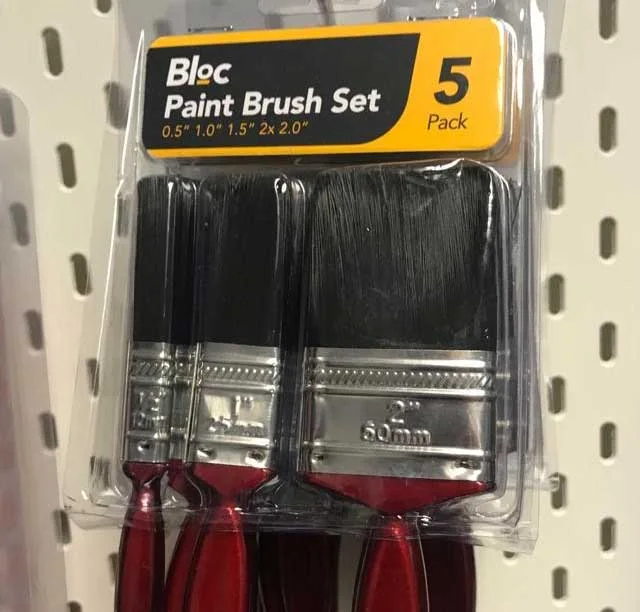 Bloc
Paint Brush Set
0.5" 1.0" 1.5" 2x 2.0"
5
Pack
1"
2"
60mm